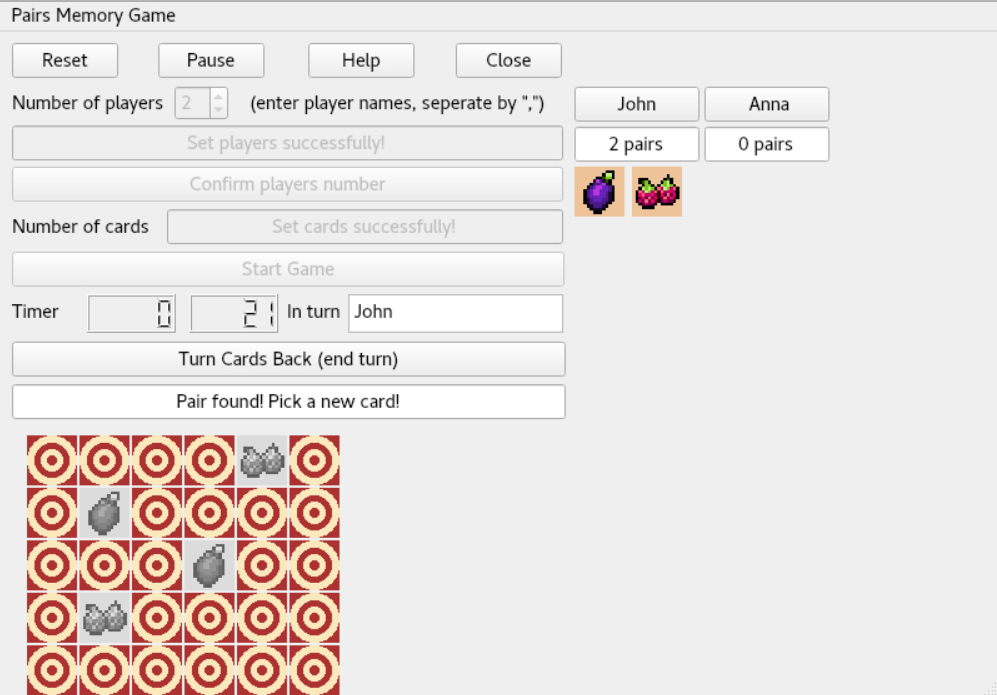 Pairs Memory Game
Reset Pause Help Close
Number of players 2 (enter player names, seperate by ",") John Anna
Set players successfully! 2 pairs 0 pairs
Confirm players number
Number of cards Set cards successfully!
Start Game
Timer 0 21 In turn John
Turn Cards Back (end turn)
Pair found! Pick a new card!